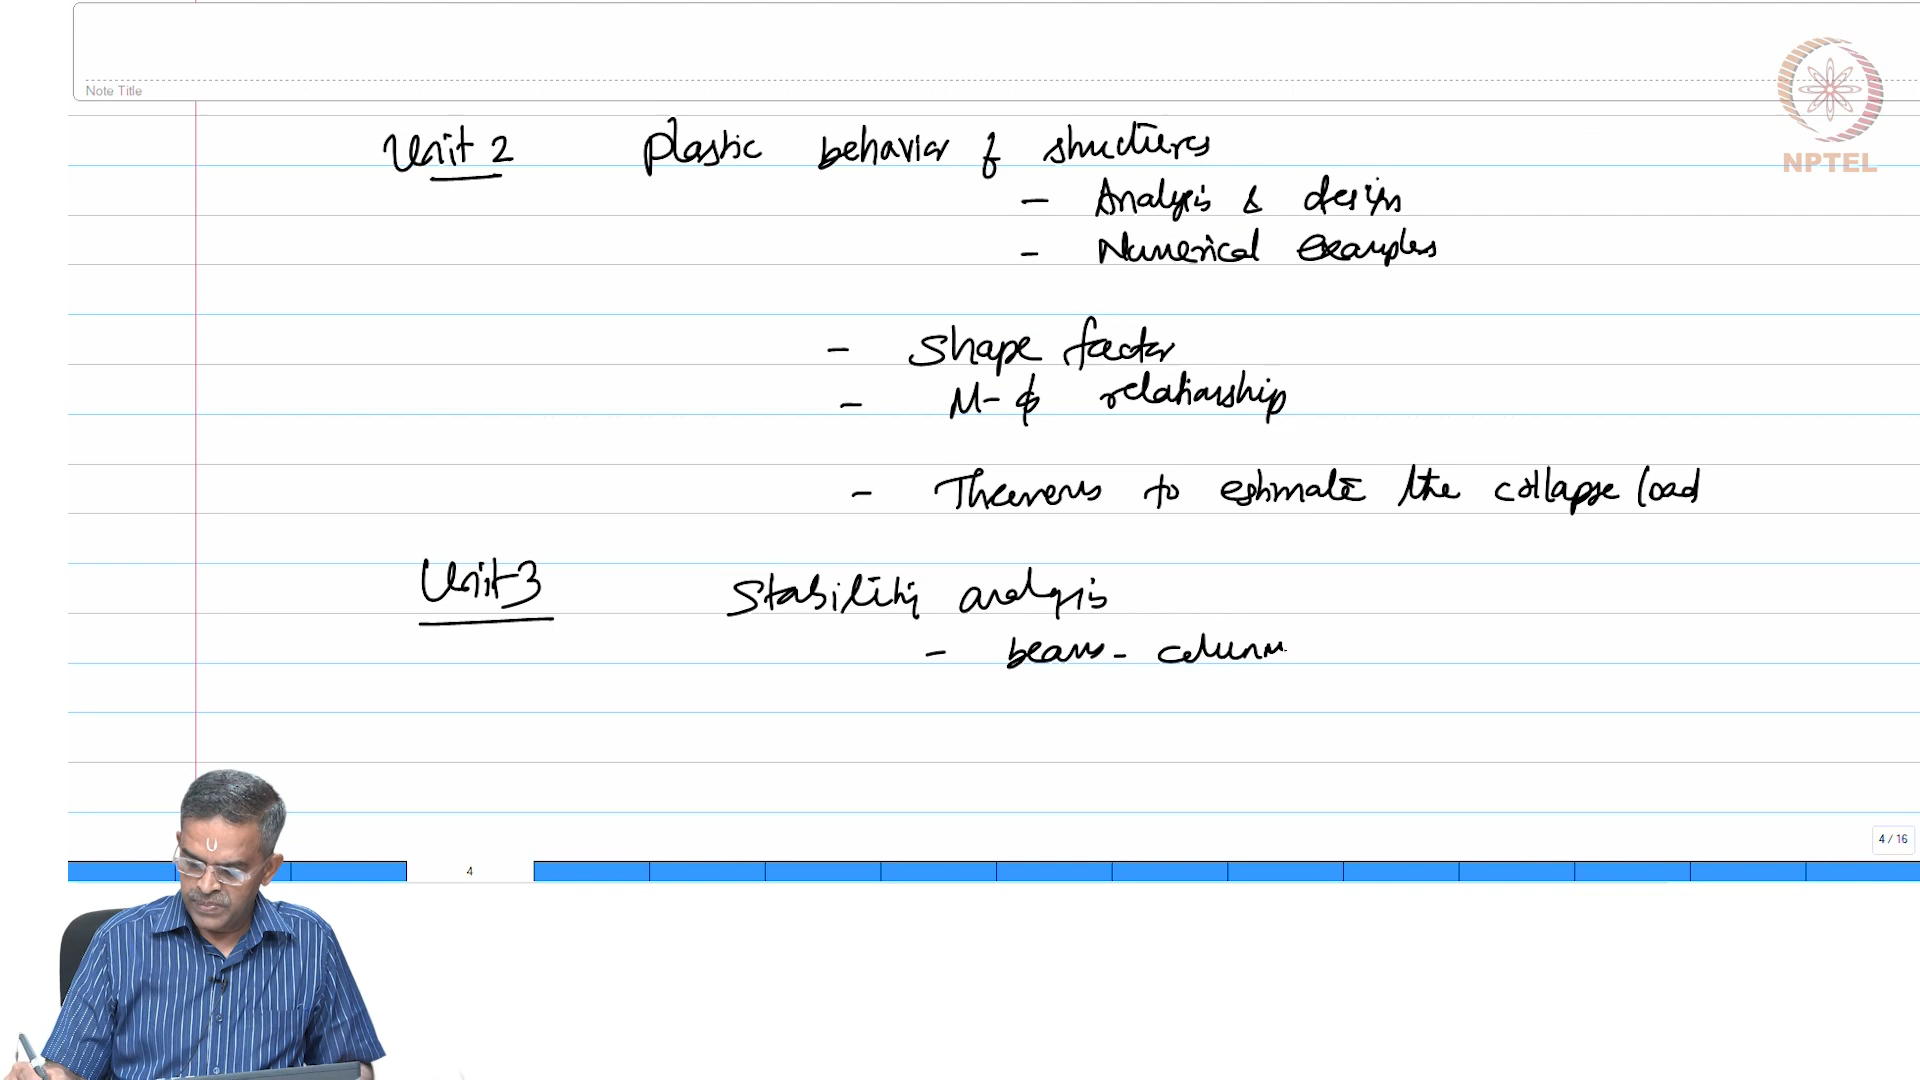 Note Title
NPTEL
Unit 2 Plastic behavior of structures
- Analysis & design
- Numerical examples
- Shape factor
- M-ϕ relationship
- Theorems to estimate the collapse load
Unit-3 Stability analysis
- beams - column
4 / 16
4